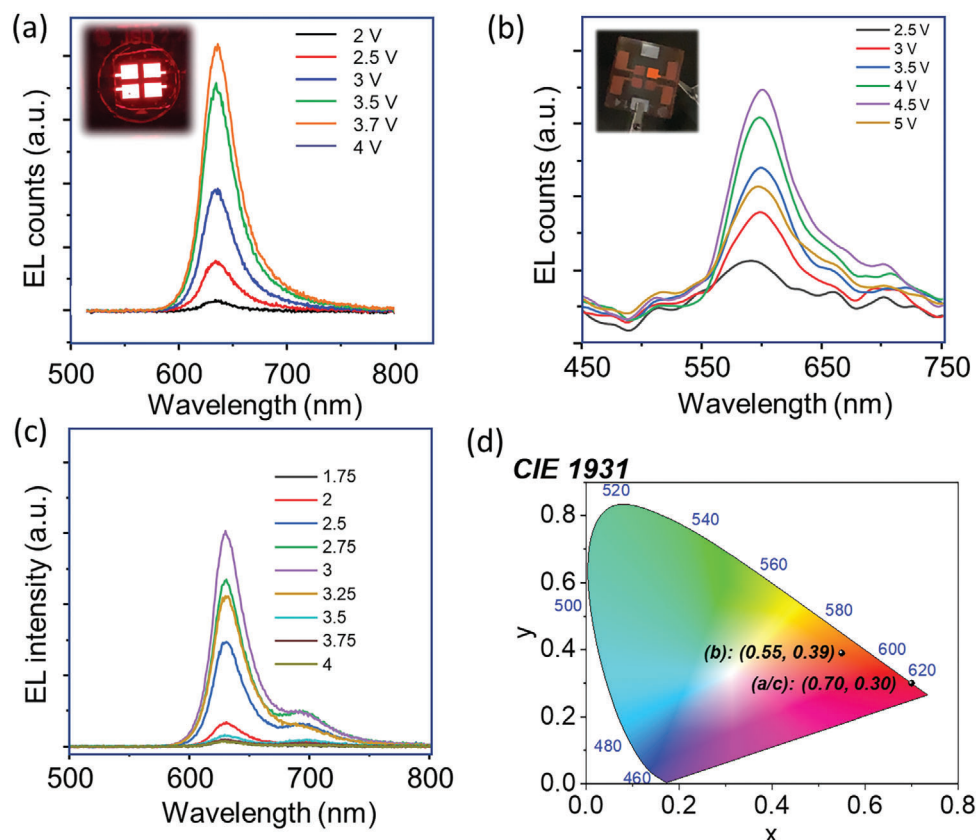 (a)
EL counts (a.u.)
2 V
2.5 V
3 V
3.5 V
3.7 V
4 V
500 600 700 800
Wavelength (nm)
(b)
EL counts (a.u.)
2.5 V
3 V
3.5 V
4 V
4.5 V
5 V
450 550 650 750
Wavelength (nm)
(c)
EL intensity (a.u.)
1.75
2
2.5
2.75
3
3.25
3.5
3.75
4
500 600 700 800
Wavelength (nm)
(d)
CIE 1931
520
540
560
580
600
620
500
480
460
(b): (0.55, 0.39)
(a/c): (0.70, 0.30)
y
0.8
0.6
0.4
0.2
0.0
0.0 0.2 0.4 0.6 0.8
x